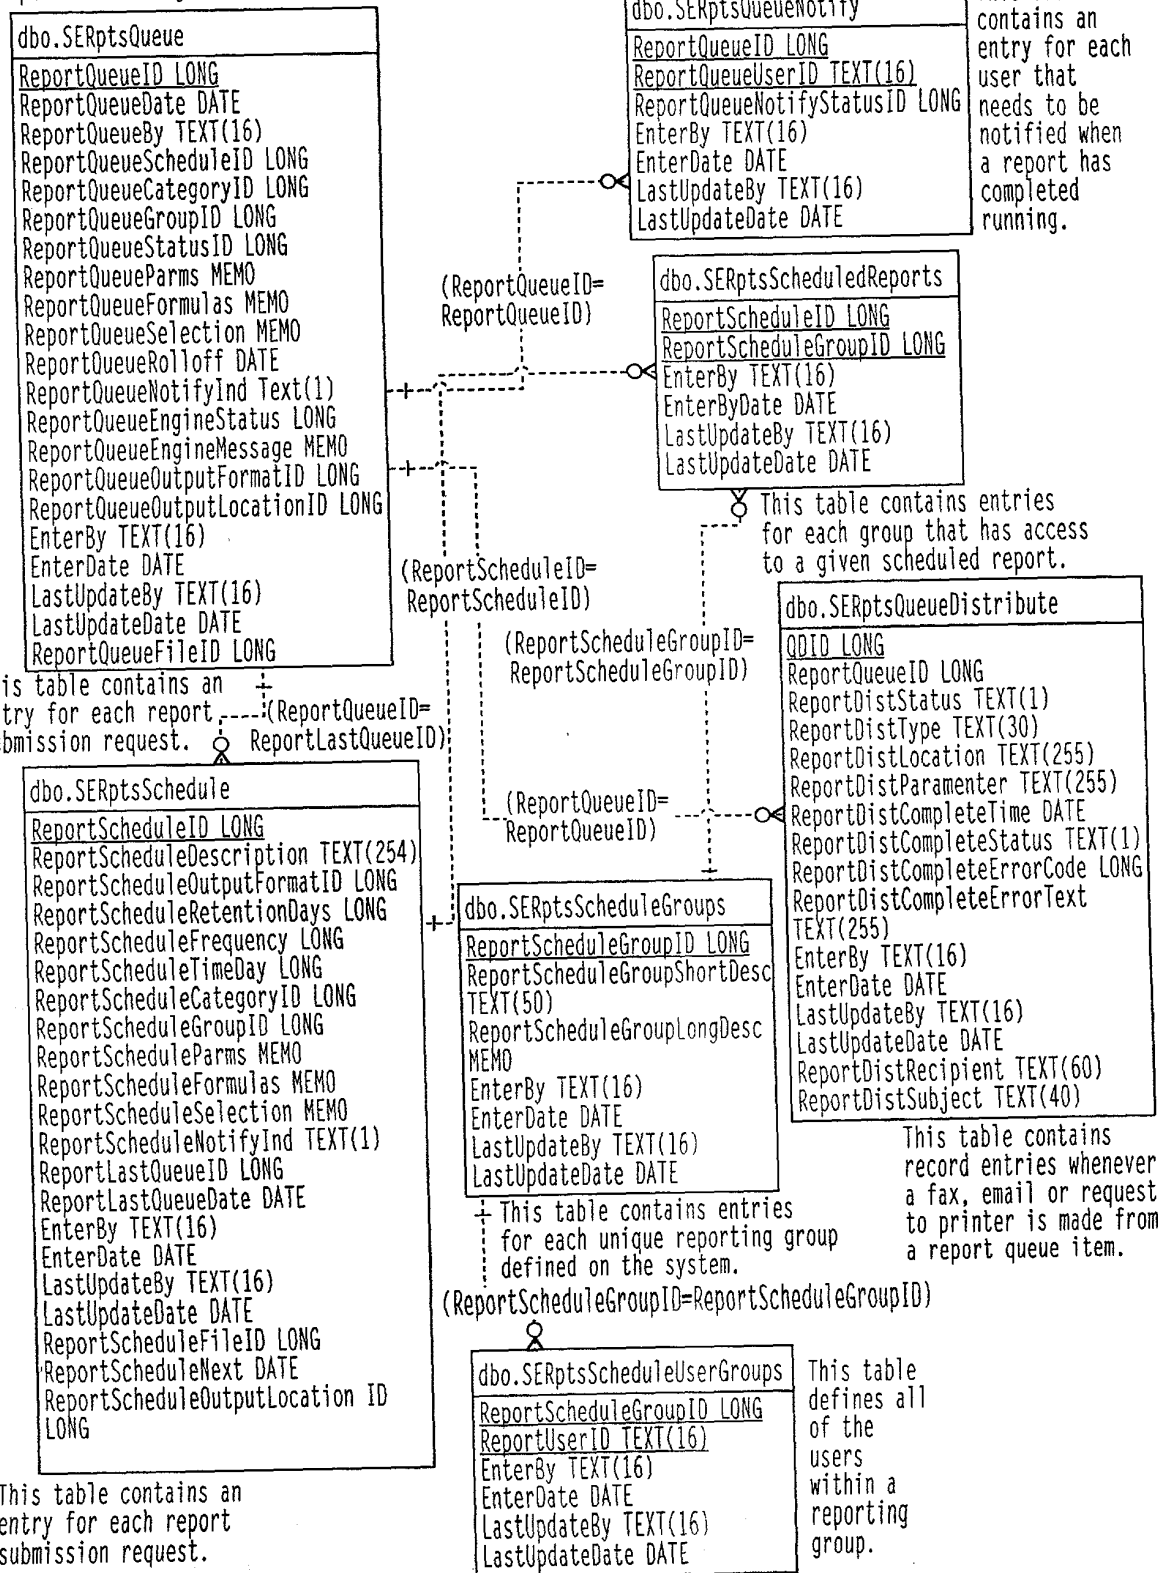 dbo.SERptsQueue
ReportQueueID LONG
ReportQueueDate DATE
ReportQueueBy TEXT(16)
ReportQueueScheduleID LONG
ReportQueueCategoryID LONG
ReportQueueGroupID LONG
ReportQueueStatusID LONG
ReportQueueParms MEMO
ReportQueueFormulas MEMO
ReportQueueSelection MEMO
ReportQueueRolloff DATE
ReportQueueNotifyInd Text(1)
ReportQueueEngineStatus LONG
ReportQueueEngineMessage MEMO
ReportQueueOutputFormatID LONG
ReportQueueOutputLocationID LONG
EnterBy TEXT(16)
EnterDate DATE
LastUpdateBy TEXT(16)
LastUpdateDate DATE
ReportQueueFileID LONG
is table contains an
try for each report
bmission request.
dbo.SERptsQueueNotify
ReportQueueID LONG
ReportQueueUserID TEXT(16)
ReportQueueNotifyStatusID LONG
EnterBy TEXT(16)
EnterDate DATE
LastUpdateBy TEXT(16)
LastUpdateDate DATE
contains an
entry for each
user that
needs to be
notified when
a report has
completed
running.
(ReportQueueID=
ReportQueueID)
dbo.SERptsScheduledReports
ReportScheduleID LONG
ReportScheduleGroupID LONG
EnterBy TEXT(16)
EnterByDate DATE
LastUpdateBy TEXT(16)
LastUpdateDate DATE
This table contains entries
for each group that has access
to a given scheduled report.
(ReportScheduleID=
ReportScheduleID)
(ReportScheduleGroupID=
ReportScheduleGroupID)
(ReportQueueID=
ReportLastQueueID)
(ReportQueueID=
ReportQueueID)
dbo.SERptsQueueDistribute
QDID LONG
ReportQueueID LONG
ReportDistStatus TEXT(1)
ReportDistType TEXT(30)
ReportDistLocation TEXT(255)
ReportDistParamenter TEXT(255)
ReportDistCompleteTime DATE
ReportDistCompleteStatus TEXT(1)
ReportDistCompleteErrorCode LONG
ReportDistCompleteErrorText
TEXT(255)
EnterBy TEXT(16)
EnterDate DATE
LastUpdateBy TEXT(16)
LastUpdateDate DATE
ReportDistRecipient TEXT(60)
ReportDistSubject TEXT(40)
This table contains
record entries whenever
a fax, email or request
to printer is made from
a report queue item.
dbo.SERptsSchedule
ReportScheduleID LONG
ReportScheduleDescription TEXT(254)
ReportScheduleOutputFormatID LONG
ReportScheduleRetentionDays LONG
ReportScheduleFrequency LONG
ReportScheduleTimeDay LONG
ReportScheduleCategoryID LONG
ReportScheduleGroupID LONG
ReportScheduleParms MEMO
ReportScheduleFormulas MEMO
ReportScheduleSelection MEMO
ReportScheduleNotifyInd TEXT(1)
ReportLastQueueID LONG
ReportLastQueueDate DATE
EnterBy TEXT(16)
EnterDate DATE
LastUpdateBy TEXT(16)
LastUpdateDate DATE
ReportScheduleFileID LONG
ReportScheduleNext DATE
ReportScheduleOutputLocation ID
LONG
This table contains an
entry for each report
submission request.
dbo.SERptsScheduleGroups
ReportScheduleGroupID LONG
ReportScheduleGroupShortDesc
TEXT(50)
ReportScheduleGroupLongDesc
MEMO
EnterBy TEXT(16)
EnterDate DATE
LastUpdateBy TEXT(16)
LastUpdateDate DATE
This table contains entries
for each unique reporting group
defined on the system.
(ReportScheduleGroupID=ReportScheduleGroupID)
dbo.SERptsScheduleUserGroups
ReportScheduleGroupID LONG
ReportUserID TEXT(16)
EnterBy TEXT(16)
EnterDate DATE
LastUpdateBy TEXT(16)
LastUpdateDate DATE
This table
defines all
of the
users
within a
reporting
group.